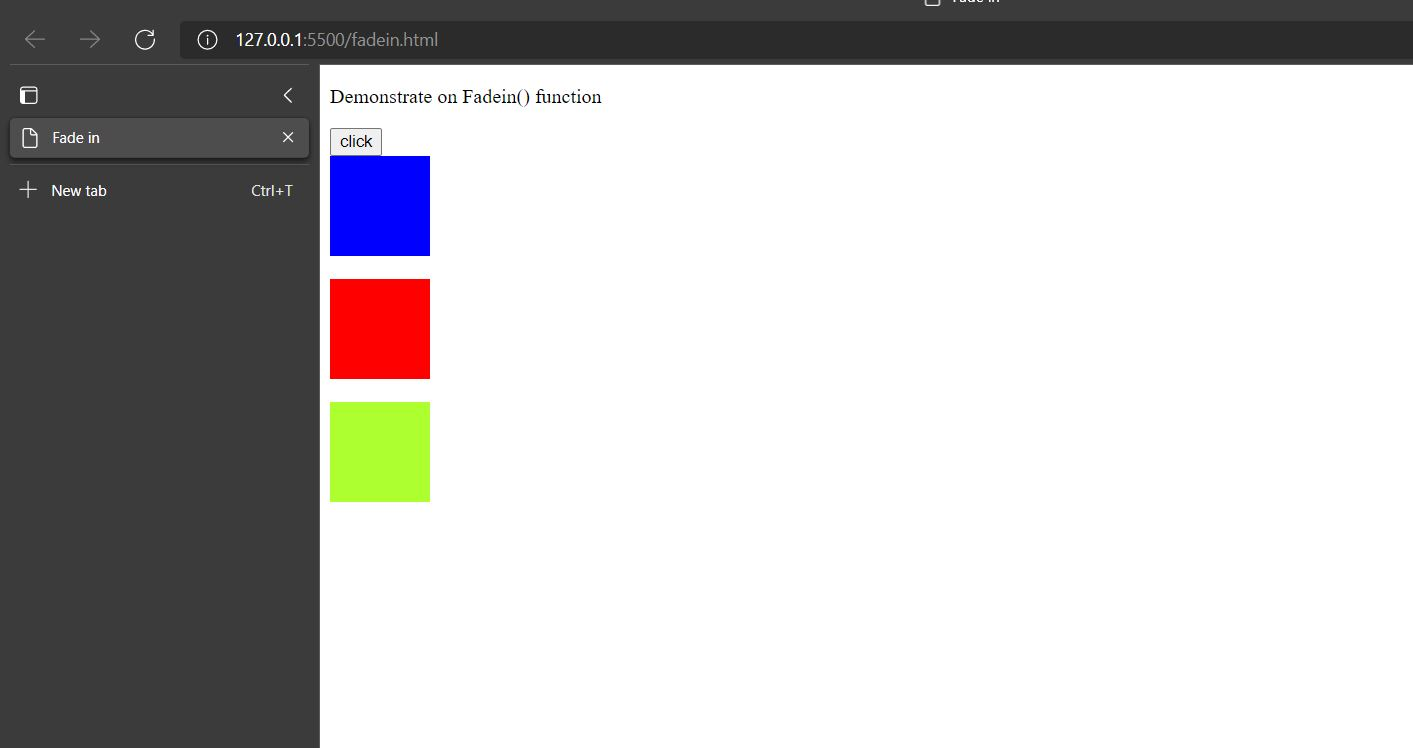 127.0.0.1:5500/fadein.html
Fade in
New tab Ctrl+T
Demonstrate on Fadein() function
click